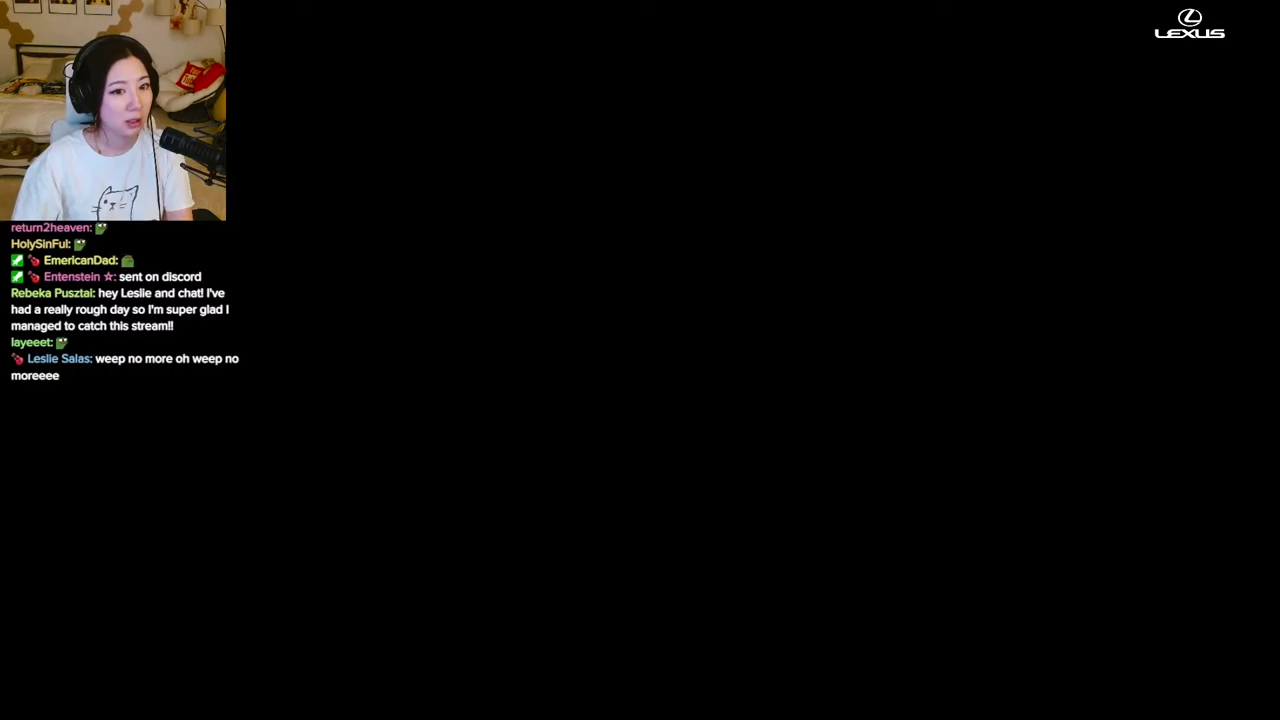 LEXUS
return2heaven:
HolySinFul:
EmericanDad:
Entenstein ☆: sent on discord
Rebeka Pusztai: hey Leslie and chat! I've
had a really rough day so I'm super glad I
managed to catch this stream!!
layeeet:
Leslie Salas: weep no more oh weep no
moreeee